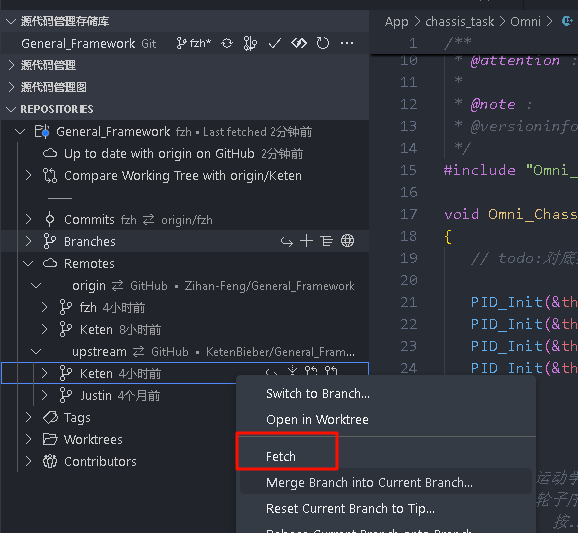 源代码管理存储库
General_Framework Git fzh* ...
源代码管理
源代码管理图
REPOSITORIES
General_Framework fzh • Last fetched 2分钟前
Up to date with origin on GitHub 2分钟前
Compare Working Tree with origin/Keten
Commits fzh ⇄ origin/fzh
Branches
Remotes
origin ⇄ GitHub • Zihan-Feng/General_Framework
fzh 4小时前
Keten 8小时前
upstream ⇄ GitHub • KetenBieber/General_Fram...
Keten 4小时前
Justin 4个月前
Tags
Worktrees
Contributors
Switch to Branch...
Open in Worktree
Fetch
Merge Branch into Current Branch...
Reset Current Branch to Tip...
App > chassis_task > Omni >
1 /**
10 * @attention :
11 *
12 * @note :
13 * @versioninfo
14 */
15 #include "Omni_
16
17 void Omni_Chass
18 {
19 // todo:对底
20
21 PID_Init(&th
22 PID_Init(&th
23 PID_Init(&th
24 PID_Init(&th
运动学
轮子序
按